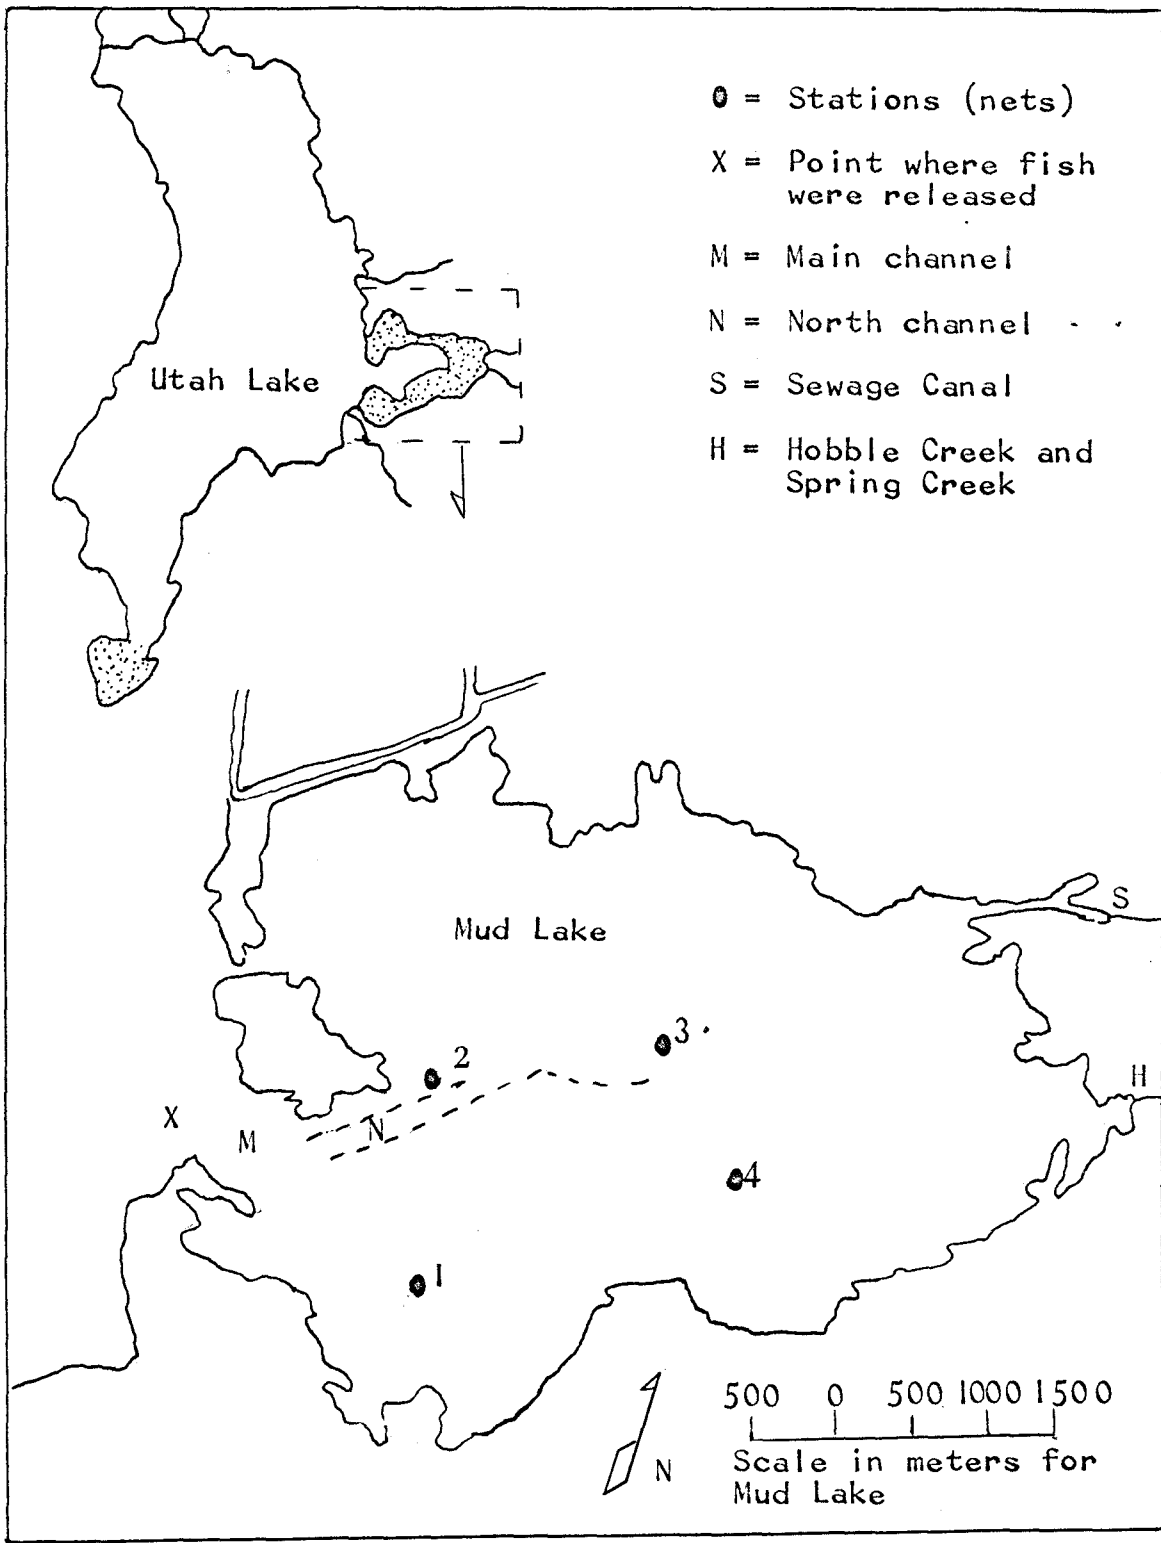 0 = Stations (nets)
X = Point where fish
were released
M = Main channel
N = North channel
S = Sewage Canal
H = Hobble Creek and
Spring Creek
Utah Lake
Mud Lake
S
H
2
3
X
M
N
4
1
500 0 500 1000 1500
N
Scale in meters for
Mud Lake